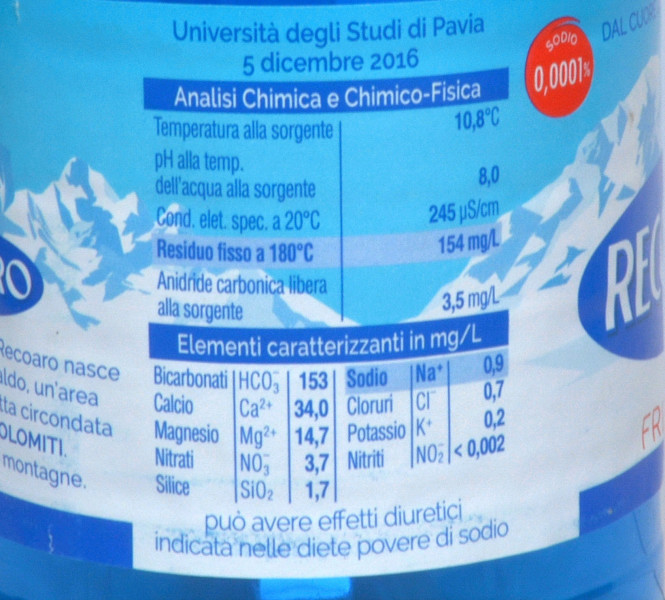 Università degli Studi di Pavia
5 dicembre 2016
Analisi Chimica e Chimico-Fisica
Temperatura alla sorgente 10,8°C
pH alla temp.
dell'acqua alla sorgente 8,0
Cond. elet. spec. a 20°C 245 µS/cm
Residuo fisso a 180°C 154 mg/L
Anidride carbonica libera
alla sorgente 3,5 mg/L
Elementi caratterizzanti in mg/L
Bicarbonati HCO₃⁻ 153 Sodio Na⁺ 0,9
Calcio Ca²⁺ 34,0 Cloruri Cl⁻ 0,7
Magnesio Mg²⁺ 14,7 Potassio K⁺ 0,2
Nitrati NO₃⁻ 3,7 Nitriti NO₂⁻ < 0,002
Silice SiO₂ 1,7
può avere effetti diuretici
indicata nelle diete povere di sodio
SODIO
0,0001%
DAL CUORE
REC
FR
RO
Recoaro nasce
aldo, un'area
tta circondata
OLOMITI.
montagne.